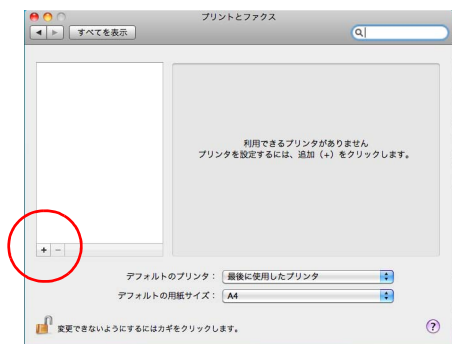 プリントとファクス
すべてを表示
利用できるプリンタがありません
プリンタを設定するには、追加（+）をクリックします。
+ −
デフォルトのプリンタ： 最後に使用したプリンタ
デフォルトの用紙サイズ： A4
変更できないようにするにはカギをクリックします。
?